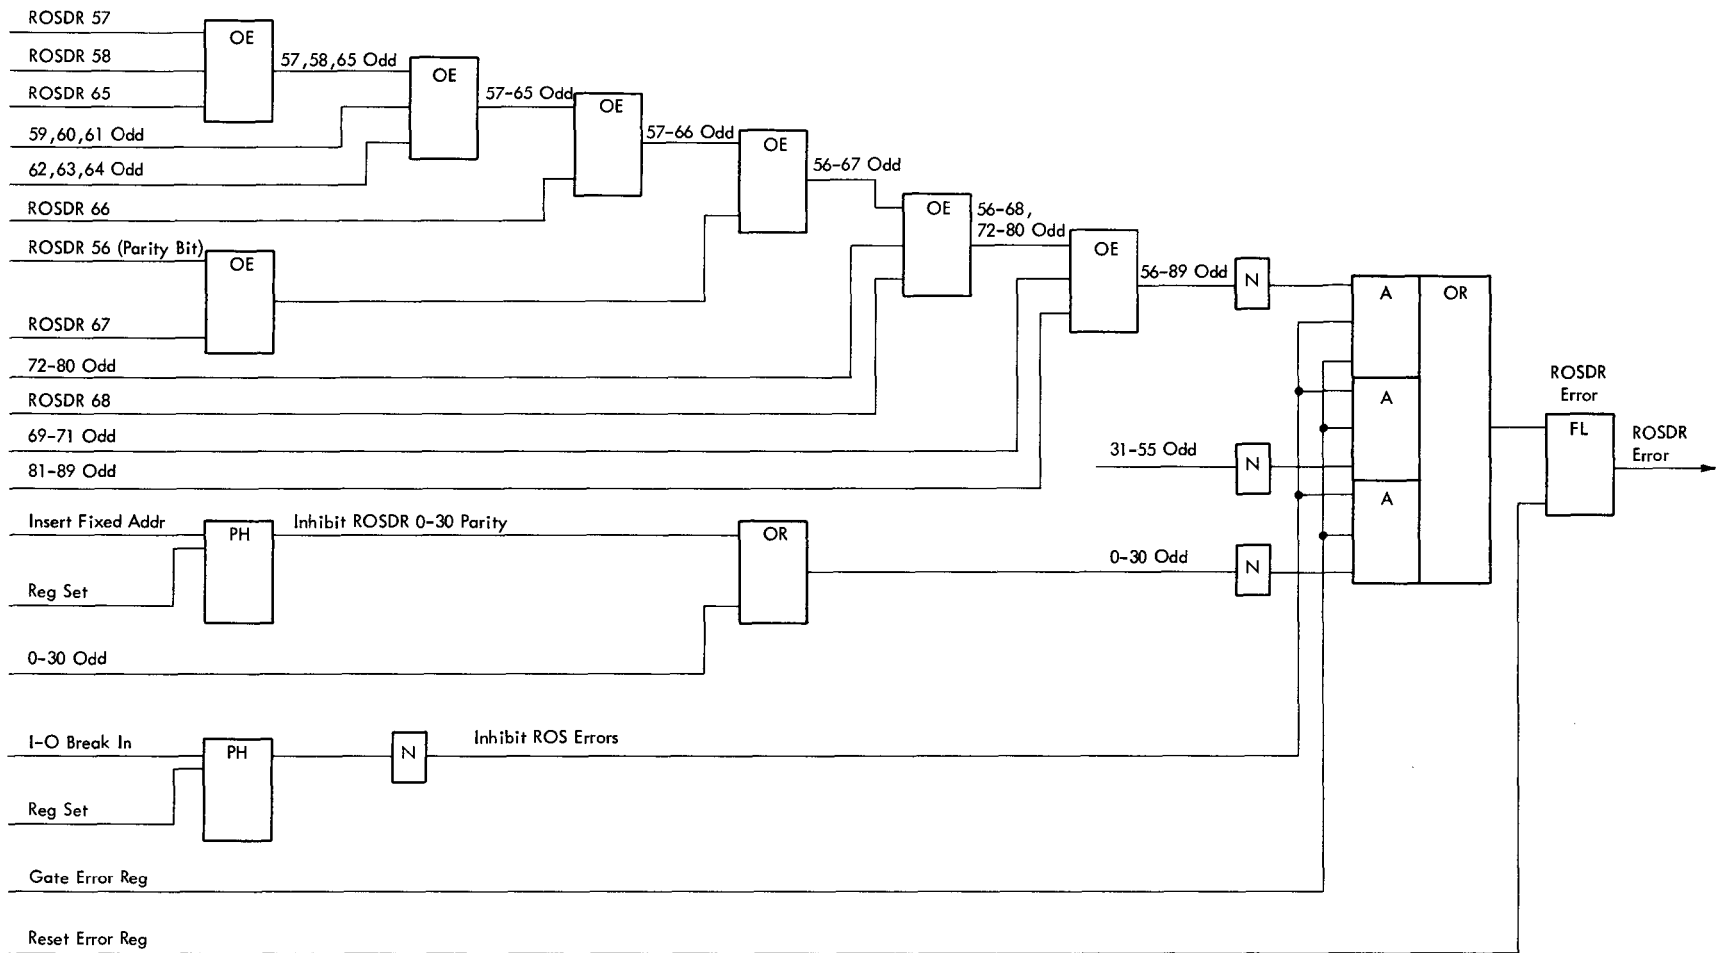 ROSDR 57
OE
ROSDR 58
57,58,65 Odd
OE
ROSDR 65
57-65 Odd
OE
59,60,61 Odd
57-66 Odd
OE
62,63,64 Odd
56-67 Odd
ROSDR 66
OE
56-68,
72-80 Odd
OE
ROSDR 56 (Parity Bit)
OE
56-89 Odd
N
A
OR
ROSDR 67
72-80 Odd
ROSDR
Error
ROSDR 68
A
69-71 Odd
31-55 Odd
N
FL
ROSDR
Error
81-89 Odd
Insert Fixed Addr
PH
Inhibit ROSDR 0-30 Parity
OR
A
0-30 Odd
N
Reg Set
0-30 Odd
I-O Break In
PH
N
Inhibit ROS Errors
Reg Set
Gate Error Reg
Reset Error Reg